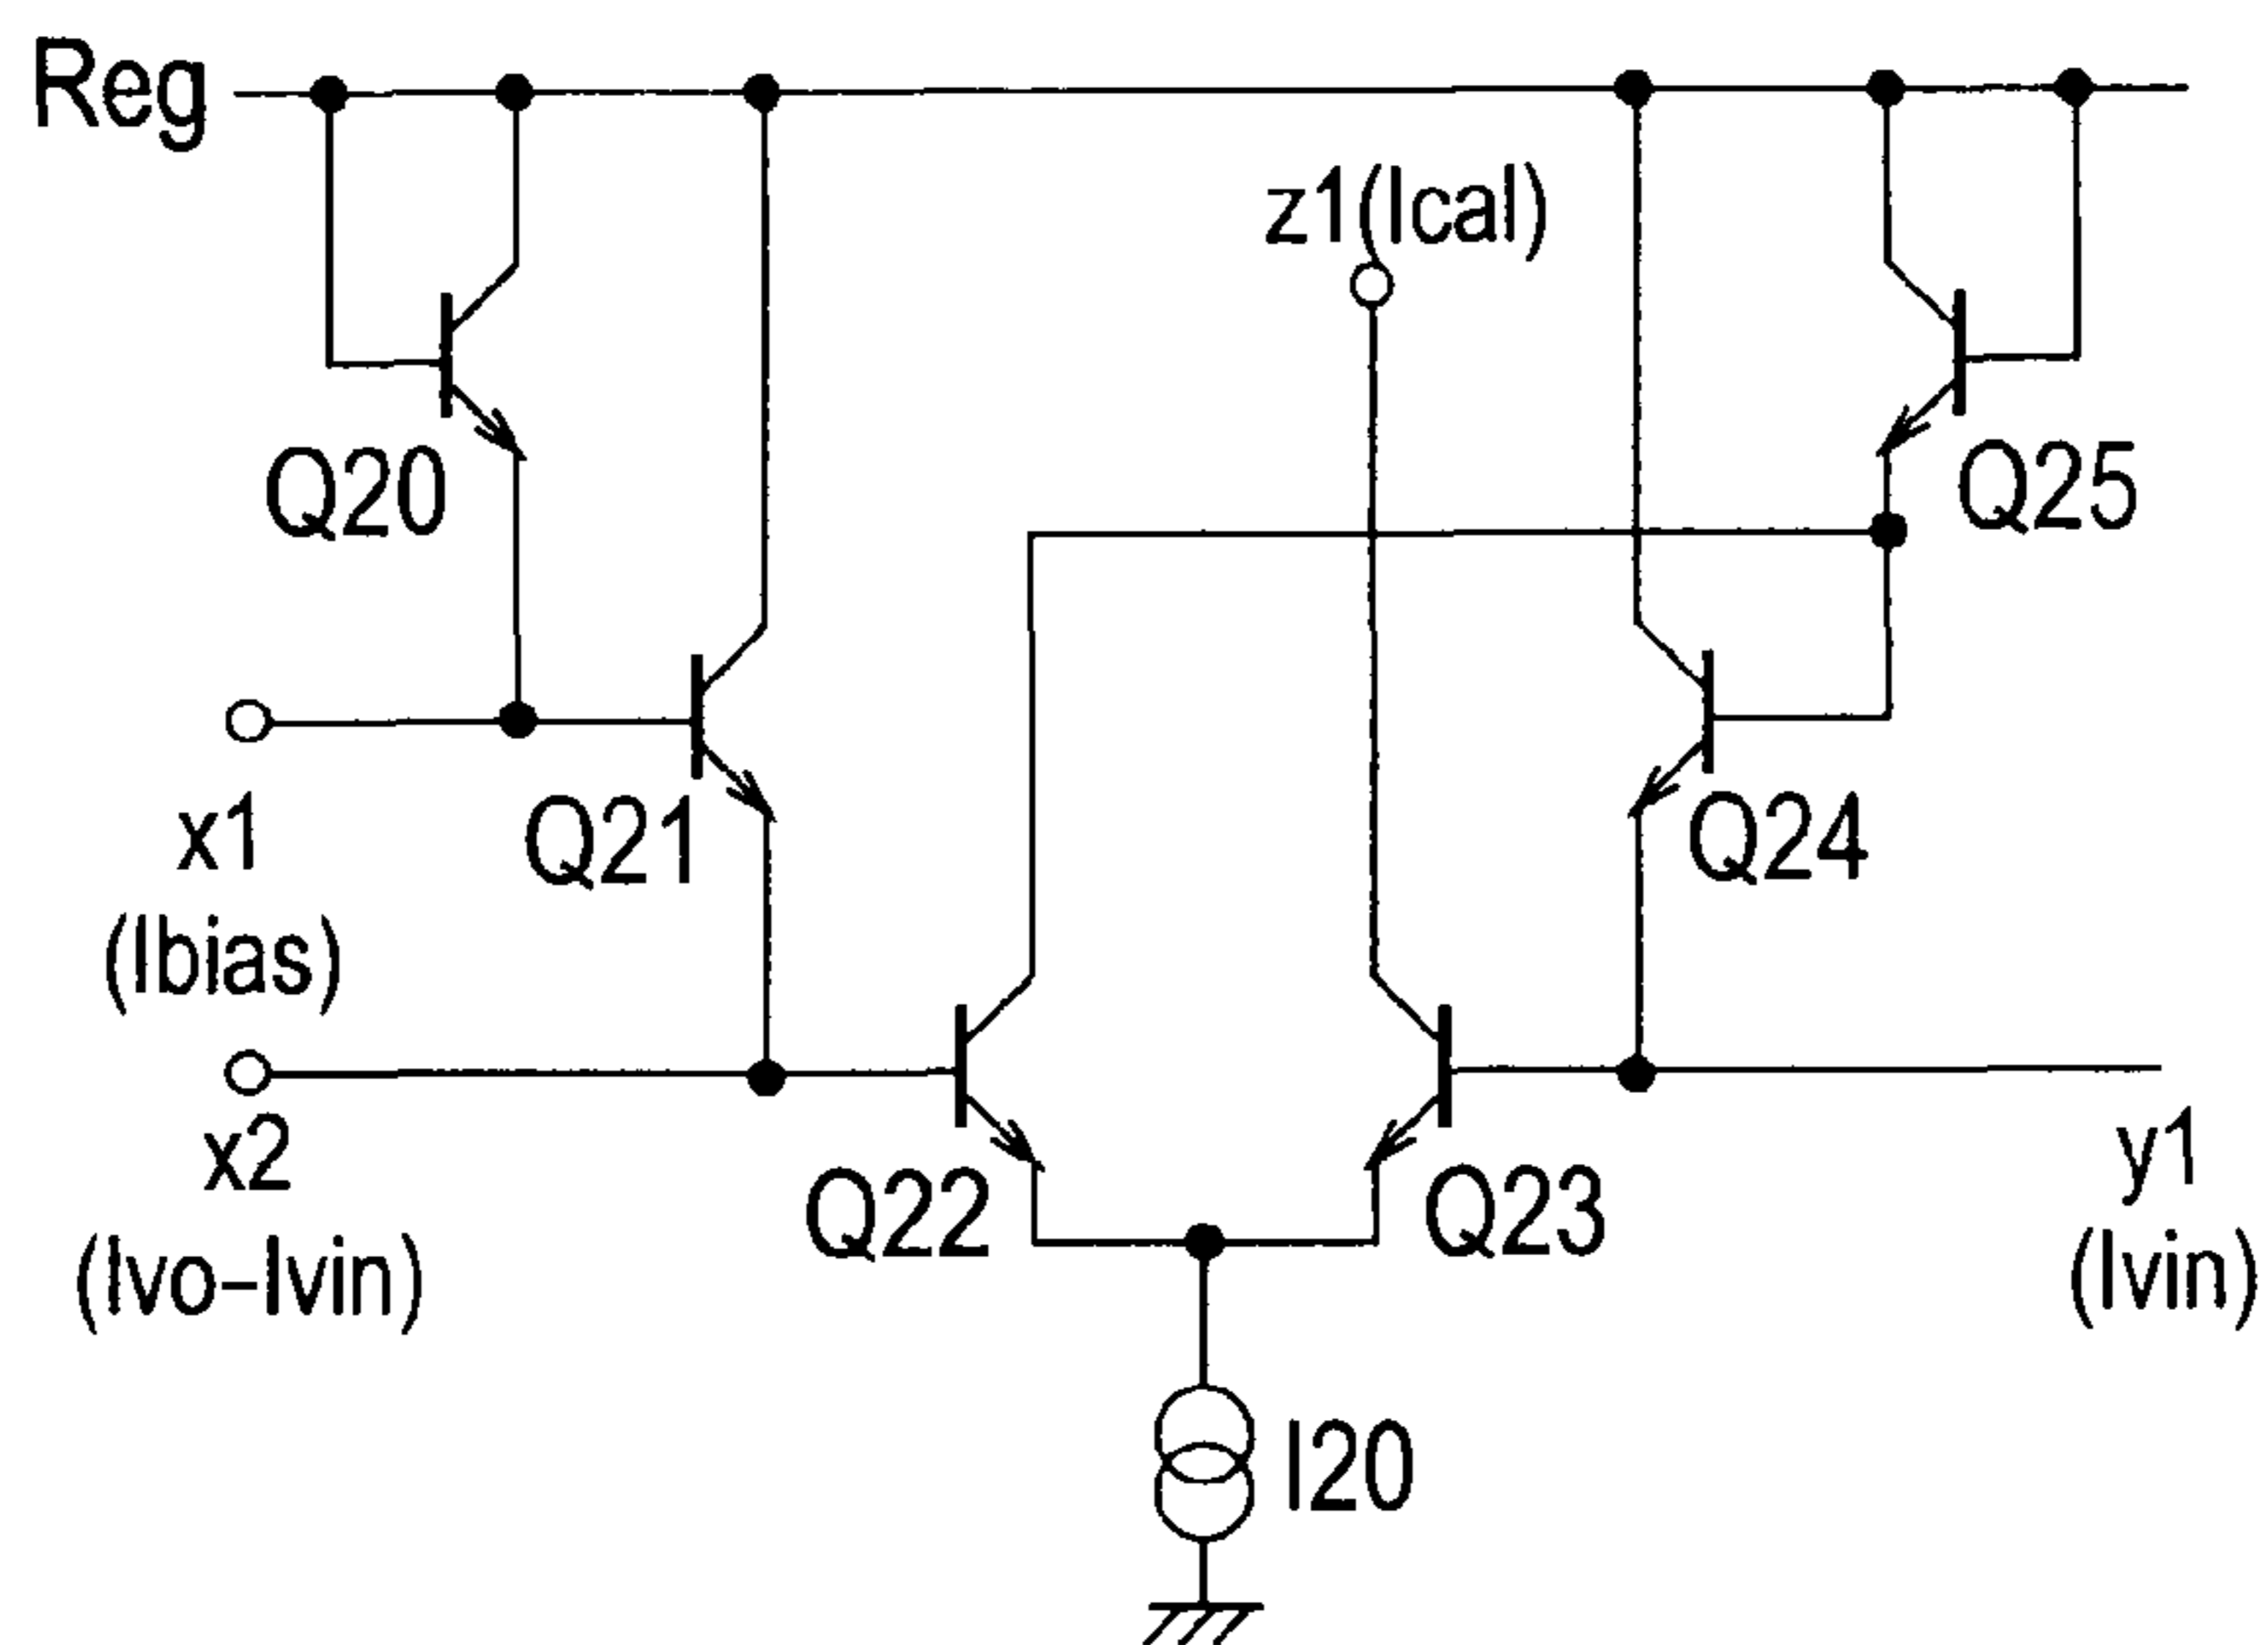 Reg
z1(Ical)
Q20
Q25
x1
(Ibias)
Q21
Q24
x2
(Ivo-Ivin)
Q22
Q23
y1
(Ivin)
I20